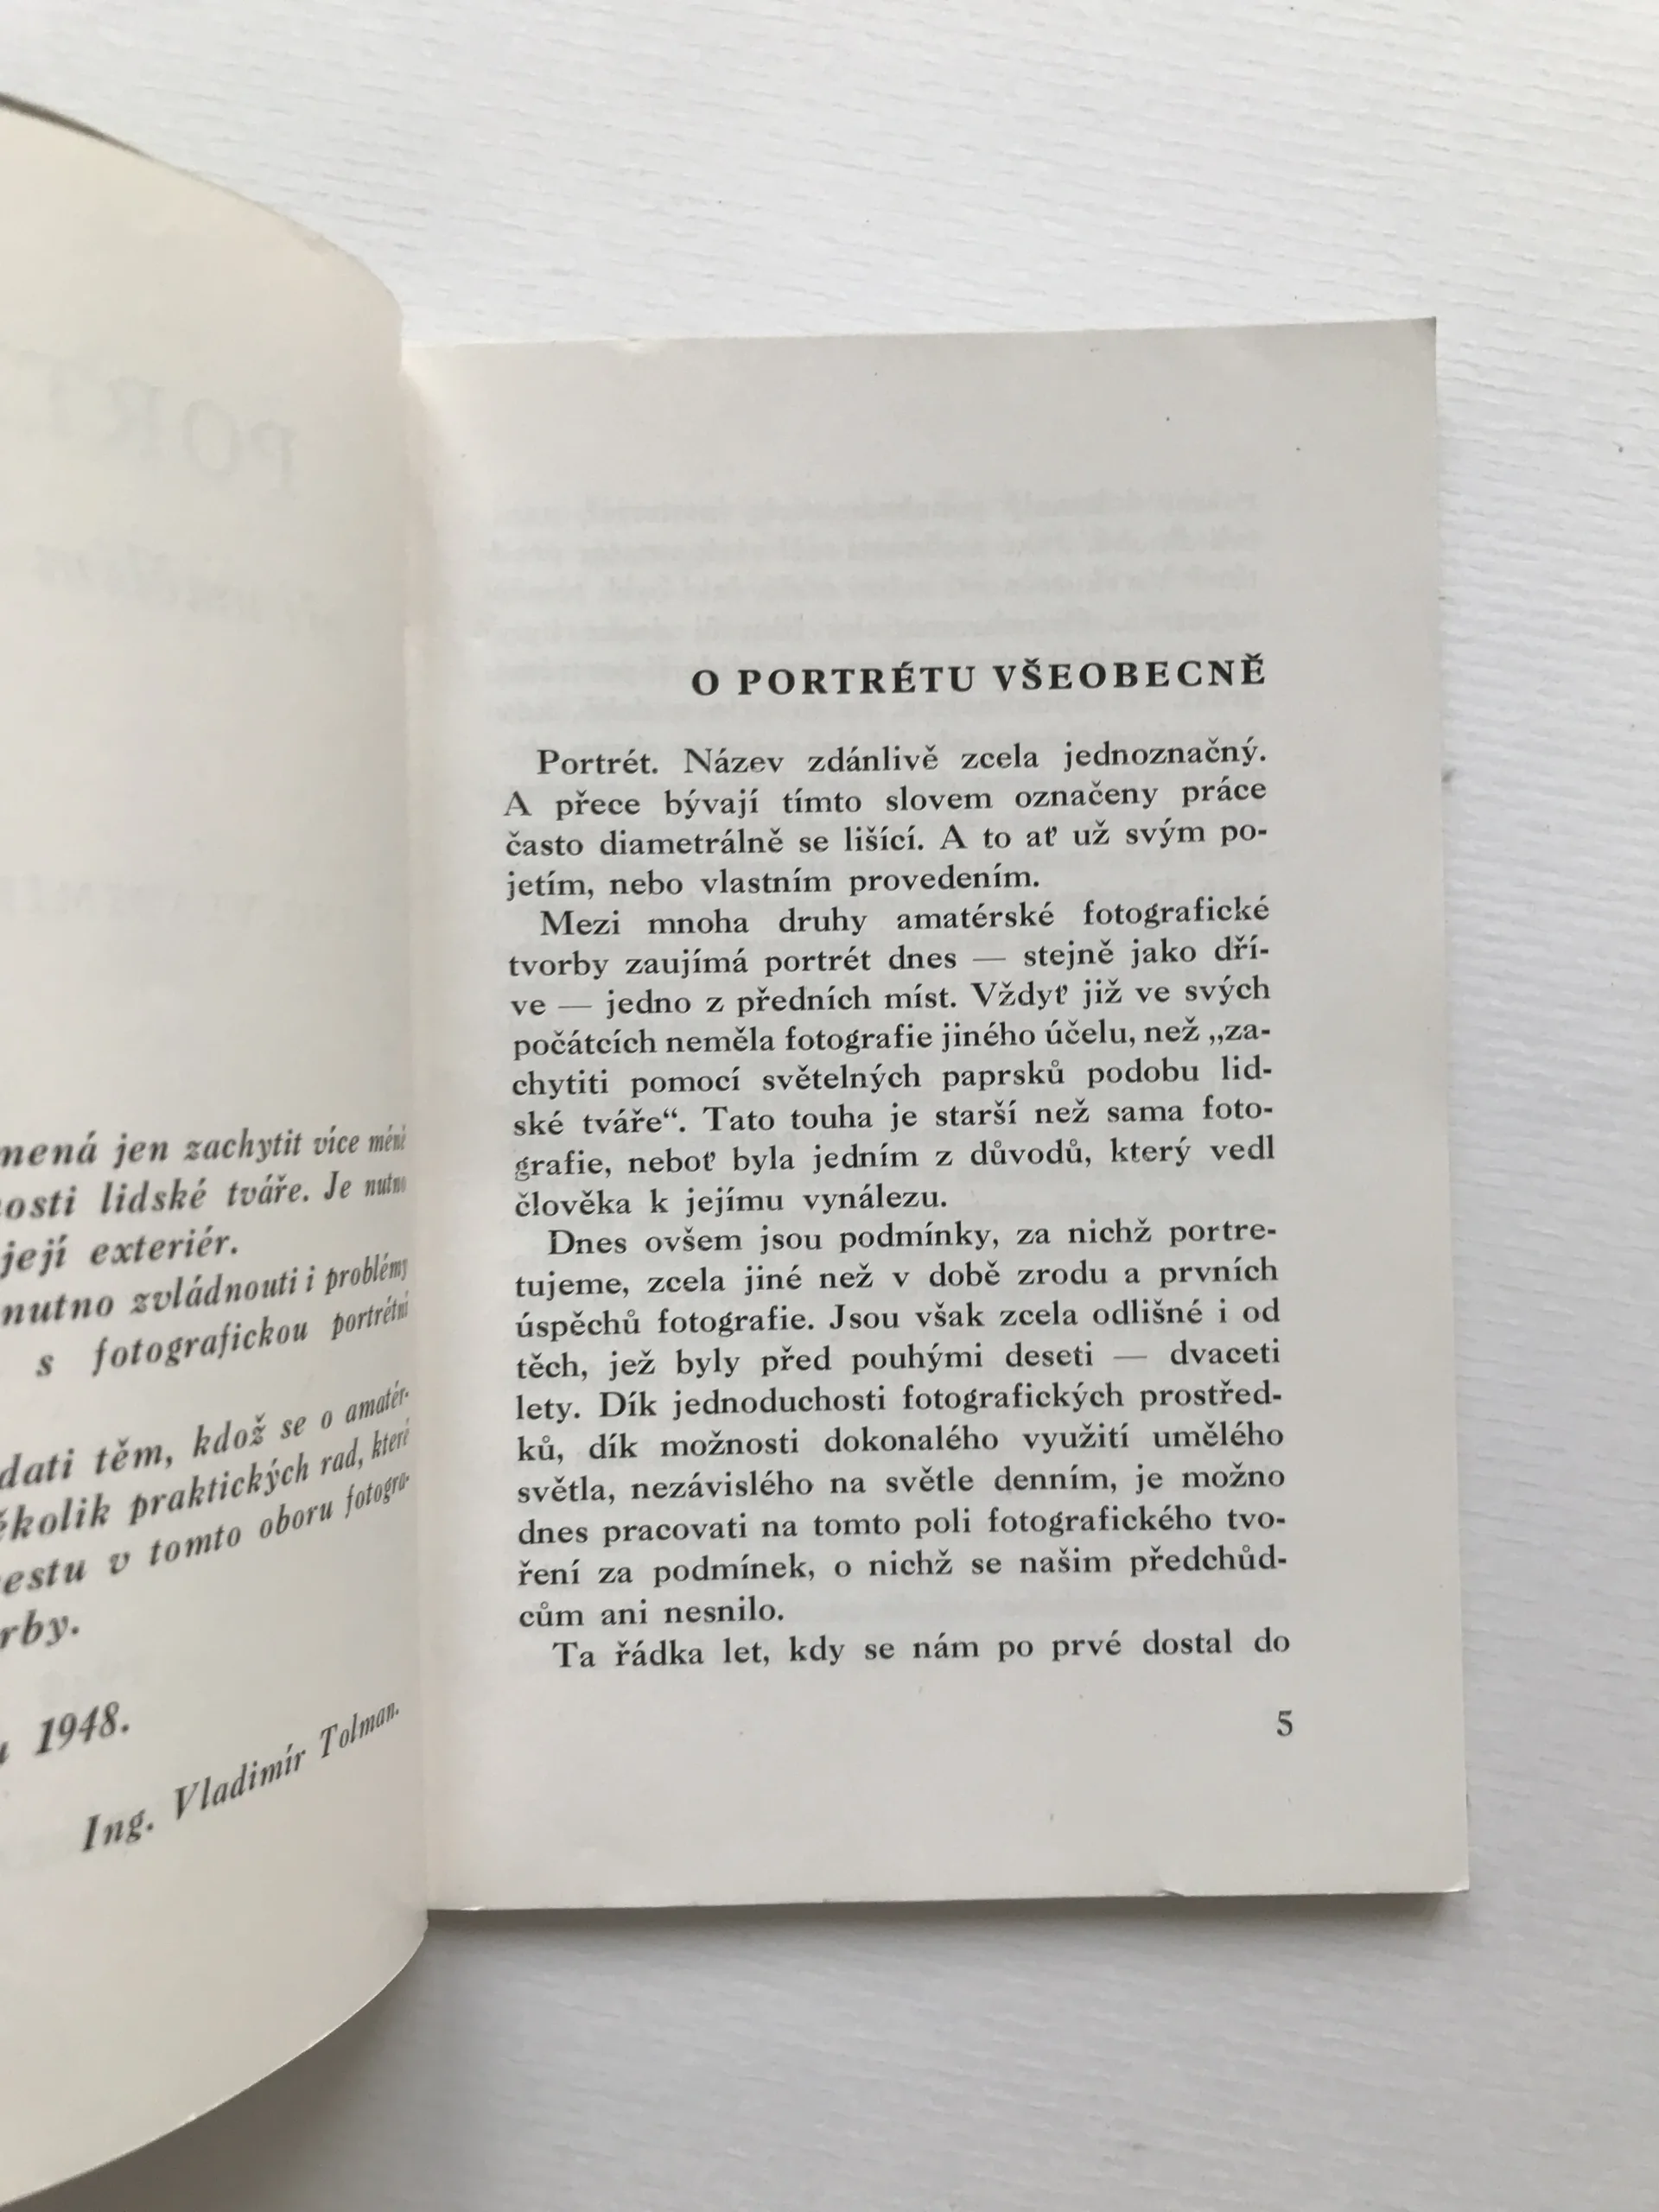 mená jen zachytit více méně
osti lidské tváře. Je nutno
její exteriér.
nutno zvládnouti i problémy
s fotografickou portrétní
dati těm, kdož se o amatér-
ěkolik praktických rad, které
estu v tomto oboru fotogra-
rby.
1948.
Ing. Vladimír Tolman.
O PORTRÉTU VŠEOBECNĚ
Portrét. Název zdánlivě zcela jednoznačný.
A přece bývají tímto slovem označeny práce
často diametrálně se lišící. A to ať už svým po-
jetím, nebo vlastním provedením.
Mezi mnoha druhy amatérské fotografické
tvorby zaujímá portrét dnes — stejně jako dří-
ve — jedno z předních míst. Vždyť již ve svých
počátcích neměla fotografie jiného účelu, než „za-
chytiti pomocí světelných paprsků podobu lid-
ské tváře“. Tato touha je starší než sama foto-
grafie, neboť byla jedním z důvodů, který vedl
člověka k jejímu vynálezu.
Dnes ovšem jsou podmínky, za nichž portre-
tujeme, zcela jiné než v době zrodu a prvních
úspěchů fotografie. Jsou však zcela odlišné i od
těch, jež byly před pouhými deseti — dvaceti
lety. Dík jednoduchosti fotografických prostřed-
ků, dík možnosti dokonalého využití umělého
světla, nezávislého na světle denním, je možno
dnes pracovati na tomto poli fotografického tvo-
ření za podmínek, o nichž se našim předchůd-
cům ani nesnilo.
Ta řádka let, kdy se nám po prvé dostal do
5